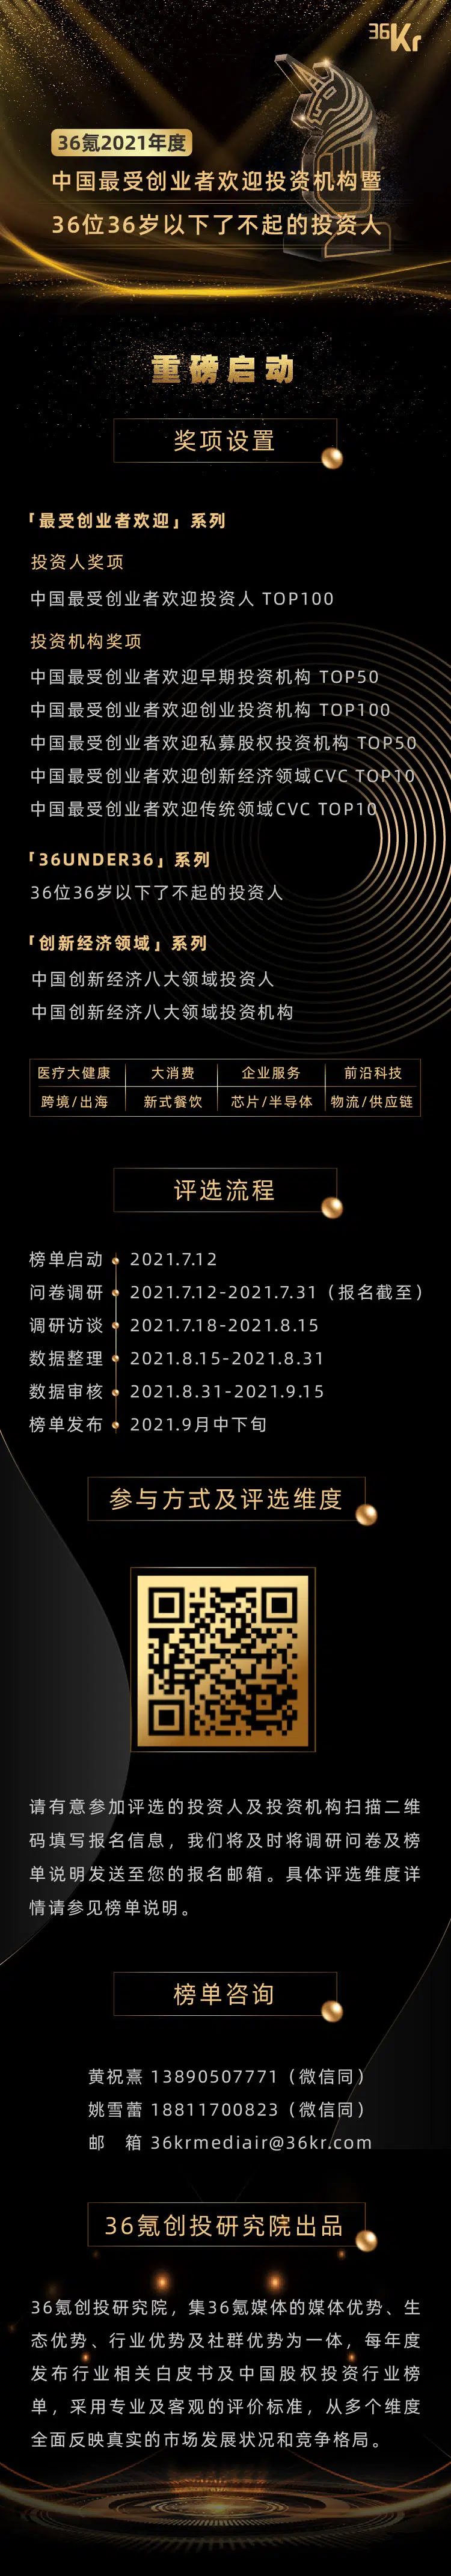 36Kr
36氪2021年度
中国最受创业者欢迎投资机构暨
36位36岁以下了不起的投资人
重磅启动
奖项设置
「最受创业者欢迎」系列
投资人奖项
中国最受创业者欢迎投资人 TOP100
投资机构奖项
中国最受创业者欢迎早期投资机构 TOP50
中国最受创业者欢迎创业投资机构 TOP100
中国最受创业者欢迎私募股权投资机构 TOP50
中国最受创业者欢迎创新经济领域CVC TOP10
中国最受创业者欢迎传统领域CVC TOP10
「36UNDER36」系列
36位36岁以下了不起的投资人
「创新经济领域」系列
中国创新经济八大领域投资人
中国创新经济八大领域投资机构
医疗大健康 大消费 企业服务 前沿科技
跨境/出海 新式餐饮 芯片/半导体 物流/供应链
评选流程
榜单启动 2021.7.12
问卷调研 2021.7.12-2021.7.31（报名截至）
调研访谈 2021.7.18-2021.8.15
数据整理 2021.8.15-2021.8.31
数据审核 2021.8.31-2021.9.15
榜单发布 2021.9月中下旬
参与方式及评选维度
请有意参加评选的投资人及投资机构扫描二维
码填写报名信息，我们将及时将调研问卷及榜
单说明发送至您的报名邮箱。具体评选维度详
情请参见榜单说明。
榜单咨询
黄祝熹 13890507771（微信同）
姚雪蕾 18811700823（微信同）
邮 箱 36krmediair@36kr.com
36氪创投研究院出品
36氪创投研究院，集36氪媒体的媒体优势、生
态优势、行业优势及社群优势为一体，每年度
发布行业相关白皮书及中国股权投资行业榜
单，采用专业及客观的评价标准，从多个维度
全面反映真实的市场发展状况和竞争格局。